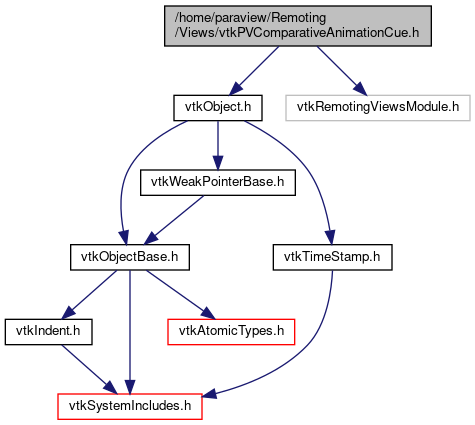 /home/paraview/Remoting
/Views/vtkPVComparativeAnimationCue.h
vtkObject.h
vtkRemotingViewsModule.h
vtkWeakPointerBase.h
vtkObjectBase.h
vtkTimeStamp.h
vtkIndent.h
vtkAtomicTypes.h
vtkSystemIncludes.h